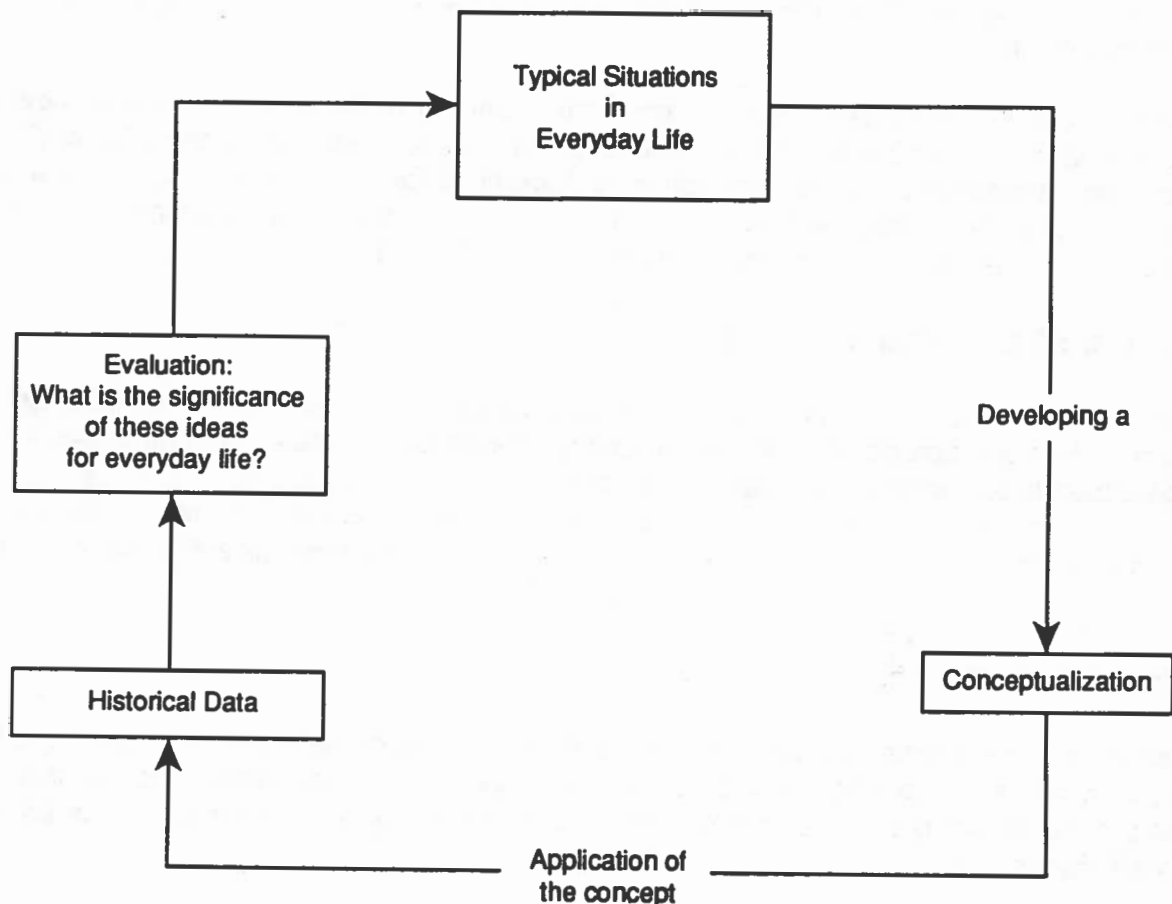 Typical Situations
in
Everyday Life
Developing a
Conceptualization
Application of
the concept
Historical Data
Evaluation:
What is the significance
of these ideas
for everyday life?